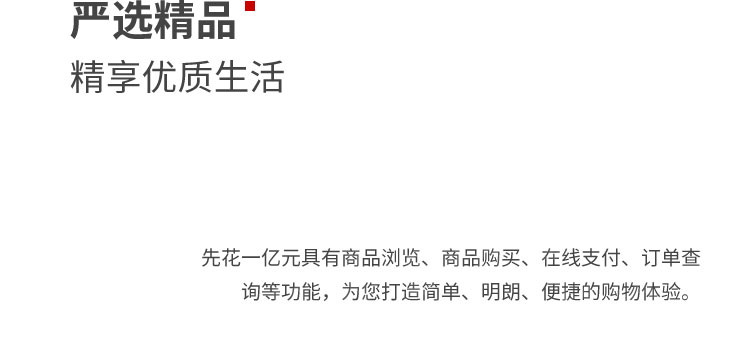 严选精品
精享优质生活
先花一亿元具有商品浏览、商品购买、在线支付、订单查
询等功能，为您打造简单、明朗、便捷的购物体验。